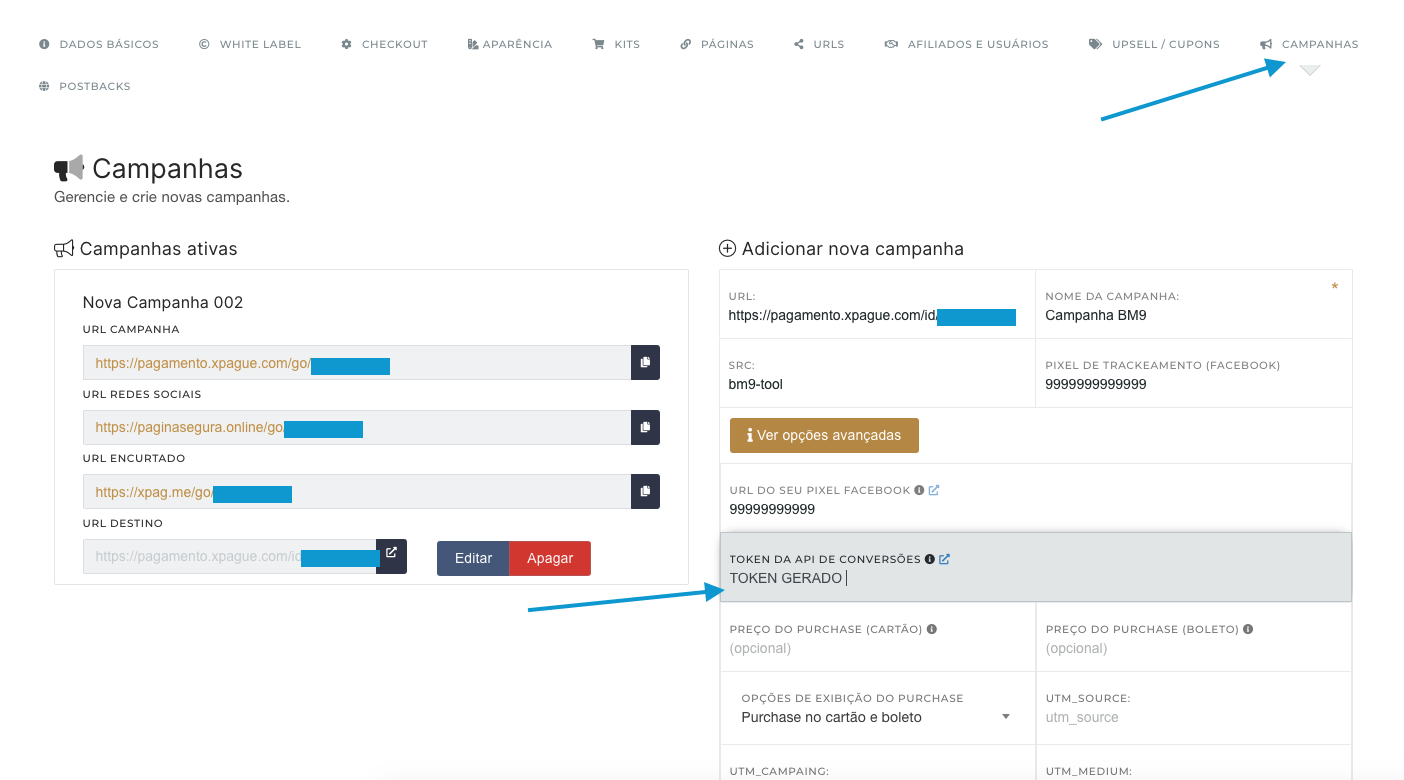 DADOS BÁSICOS
WHITE LABEL
CHECKOUT
APARÊNCIA
KITS
PÁGINAS
URLS
AFILIADOS E USUÁRIOS
UPSELL / CUPONS
CAMPANHAS
POSTBACKS
Campanhas
Gerencie e crie novas campanhas.
Campanhas ativas
Nova Campanha 002
URL CAMPANHA
https://pagamento.xpague.com/go/
URL REDES SOCIAIS
https://paginasegura.online/go/
URL ENCURTADO
https://xpag.me/go/
URL DESTINO
https://pagamento.xpague.com/id
Editar
Apagar
Adicionar nova campanha
URL:
https://pagamento.xpague.com/id/
NOME DA CAMPANHA:
*
Campanha BM9
SRC:
bm9-tool
PIXEL DE TRACKEAMENTO (FACEBOOK)
9999999999999
Ver opções avançadas
URL DO SEU PIXEL FACEBOOK
99999999999
TOKEN DA API DE CONVERSÕES
TOKEN GERADO
PREÇO DO PURCHASE (CARTÃO)
(opcional)
PREÇO DO PURCHASE (BOLETO)
(opcional)
OPÇÕES DE EXIBIÇÃO DO PURCHASE
Purchase no cartão e boleto
UTM_SOURCE:
utm_source
UTM_CAMPAING:
UTM_MEDIUM: